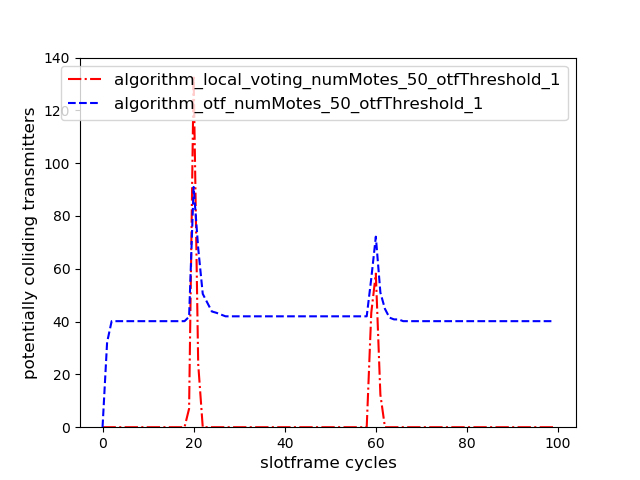 140
120
100
80
60
40
20
0
potentially colliding transmitters
algorithm_local_voting_numMotes_50_otfThreshold_1
algorithm_otf_numMotes_50_otfThreshold_1
0 20 40 60 80 100
slotframe cycles